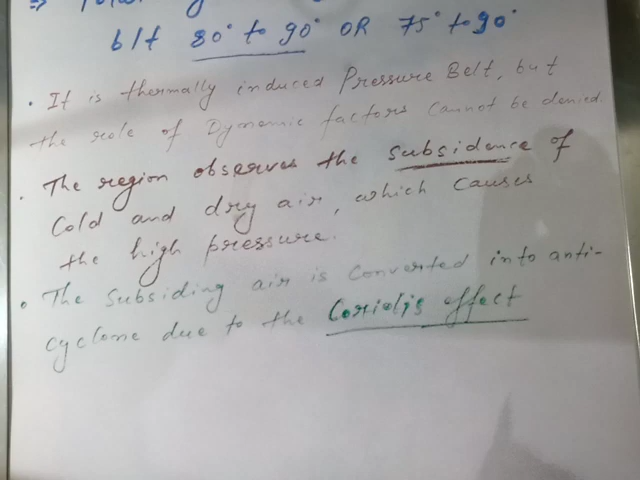 b/t 80° to 90° OR 75° to 90°
• It is thermally induced Pressure Belt, but
the role of Dynamic factors cannot be denied.
• The region observes the subsidence of
Cold and dry air, which causes
the high pressure.
• The Subsiding air is converted into anti-
cyclone due to the Coriolis effect